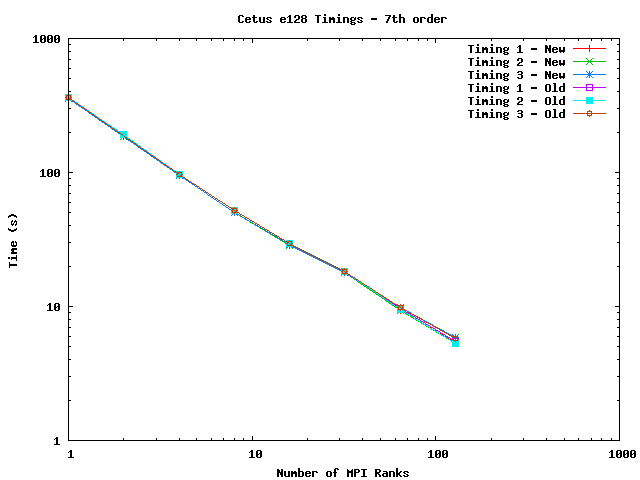 Cetus e128 Timings - 7th order
1000
100
10
1
Time (s)
Timing 1 - New
Timing 2 - New
Timing 3 - New
Timing 1 - Old
Timing 2 - Old
Timing 3 - Old
1 10 100 1000
Number of MPI Ranks